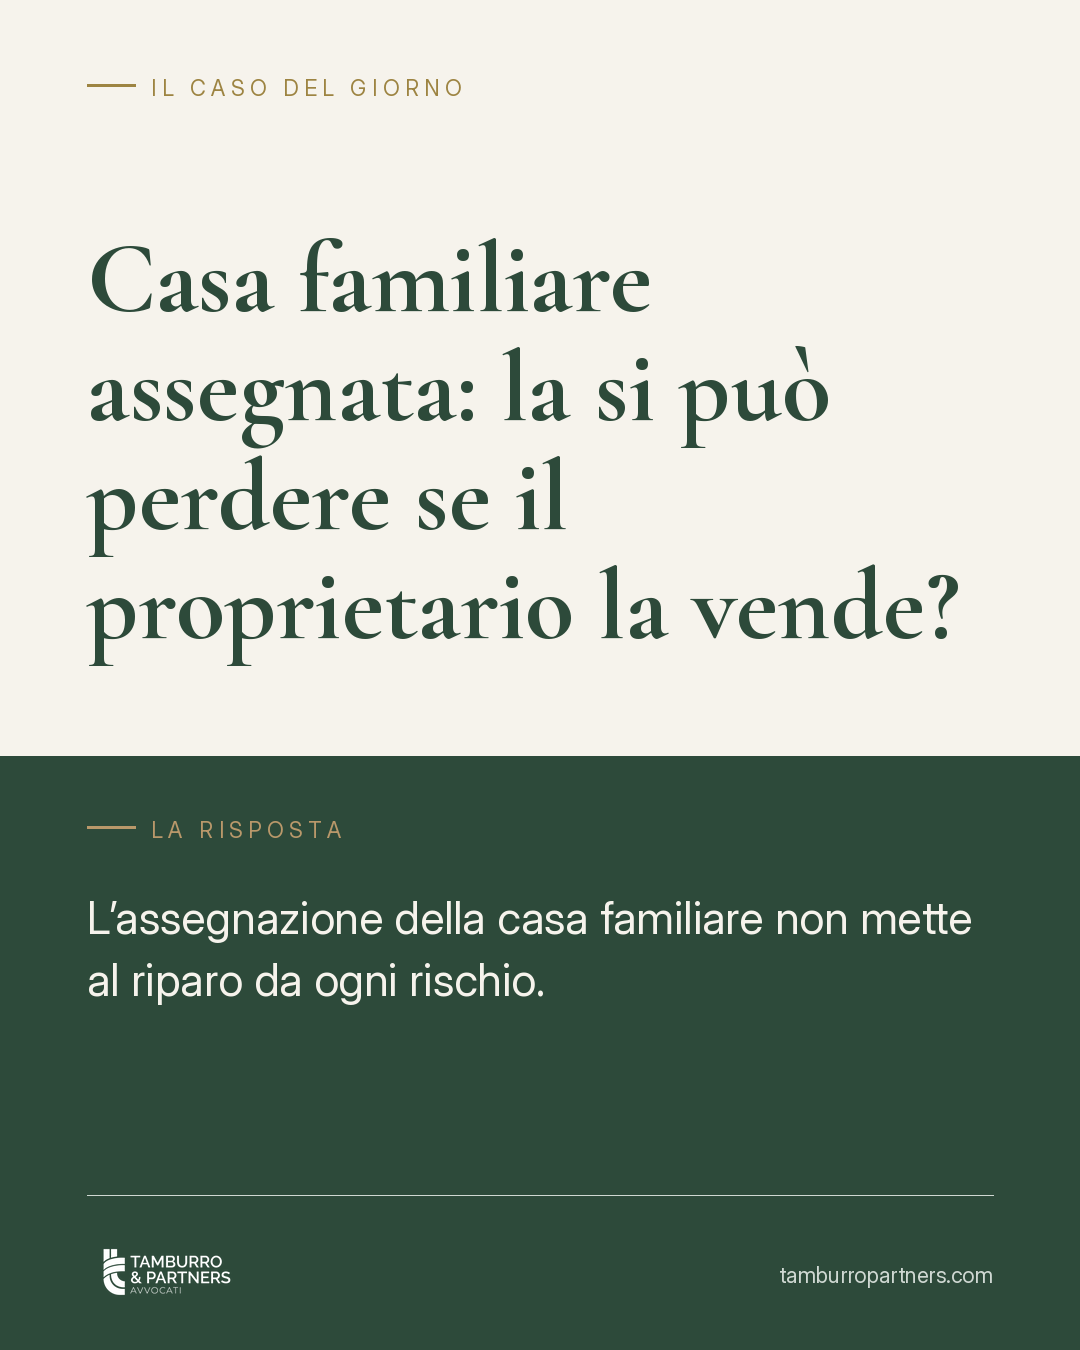 IL CASO DEL GIORNO
Casa familiare
assegnata: la si può
perdere se il
proprietario la vende?
LA RISPOSTA
L’assegnazione della casa familiare non mette
al riparo da ogni rischio.
TAMBURRO
& PARTNERS
AVVOCATI
tamburropartners.com